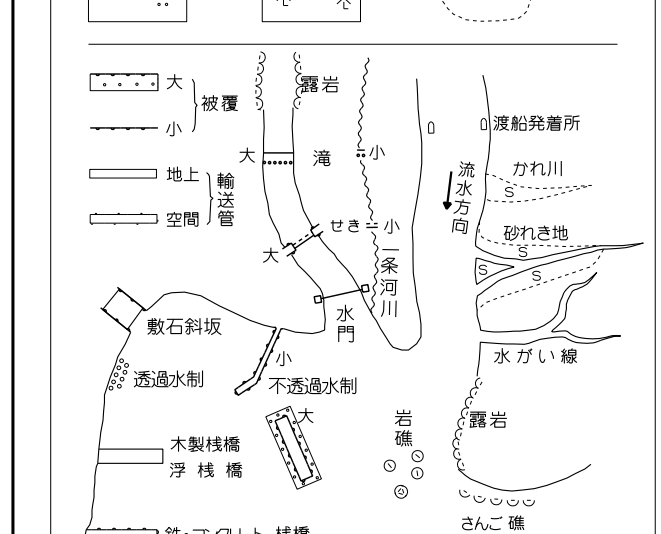 大
被覆
小
地上
輸送管
空間
露岩
大 滝 小
渡船発着所
流水方向
かれ川
S
せき 小
大
砂れき地
S
S
S
一条河川
水門
敷石斜坂
小
透過水制
不透過水制
水がい線
大
岩礁
露岩
木製桟橋
浮桟橋
さんご礁